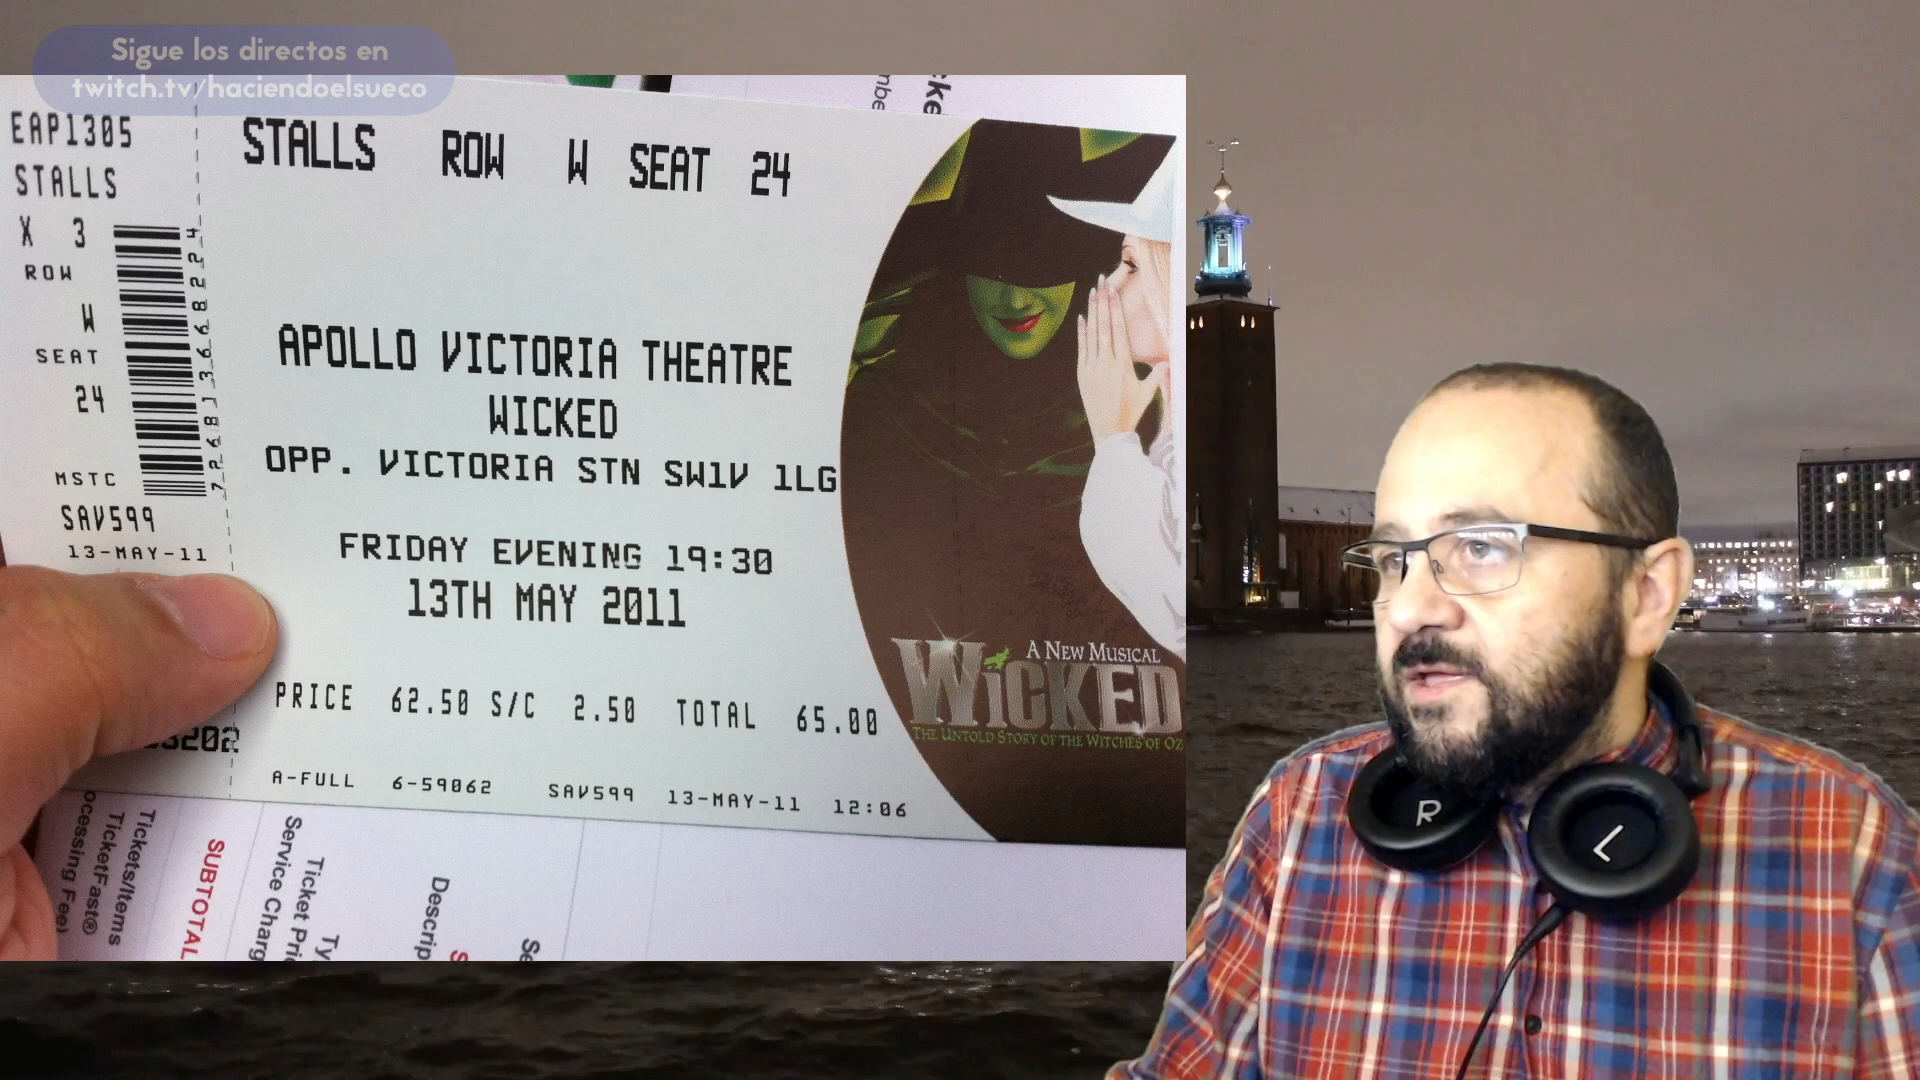 Sigue los directos en
twitch.tv/haciendoelsueco
EAP1305
STALLS
X 3
ROW
W
SEAT
24
MSTC
SAV599
13-MAY-11
STALLS ROW W SEAT 24
APOLLO VICTORIA THEATRE
WICKED
OPP. VICTORIA STN SW1V 1LG
FRIDAY EVENING 19:30
13TH MAY 2011
PRICE 62.50 S/C 2.50 TOTAL 65.00
A-FULL 6-59062 SAV599 13-MAY-11 12:06
A NEW MUSICAL
WICKED
THE UNTOLD STORY OF THE WITCHES OF OZ
Tickets/Items
TicketFast®
SUBTOTAL
Ticket
Service
R
L